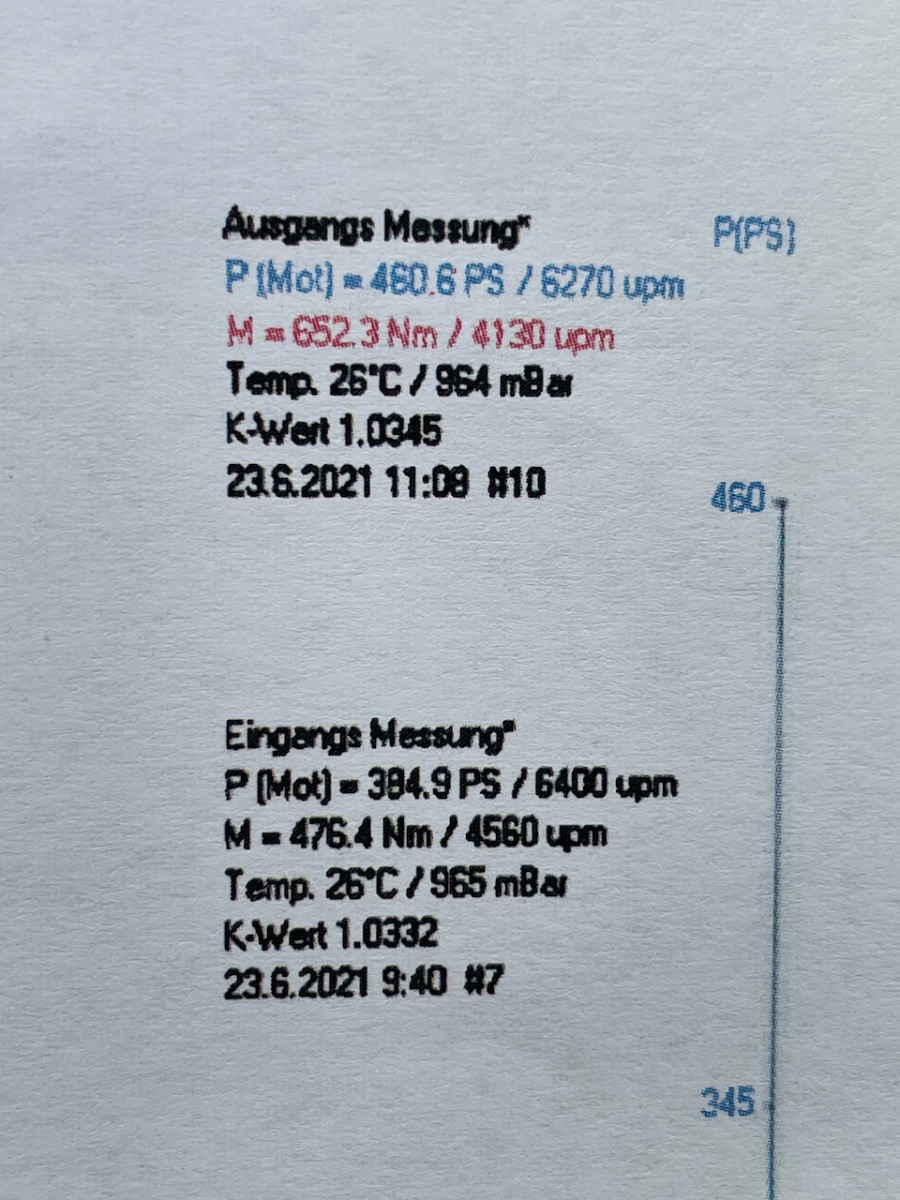 Ausgangs Messung*
P (Mot) = 460.6 PS / 6270 upm
M = 652.3 Nm / 4130 upm
Temp. 26°C / 964 mBar
K-Wert 1.0345
23.6.2021 11:08 #10
P(PS)
460
Eingangs Messung*
P (Mot) = 384.9 PS / 6400 upm
M = 476.4 Nm / 4560 upm
Temp. 26°C / 965 mBar
K-Wert 1.0332
23.6.2021 9:40 #7
345